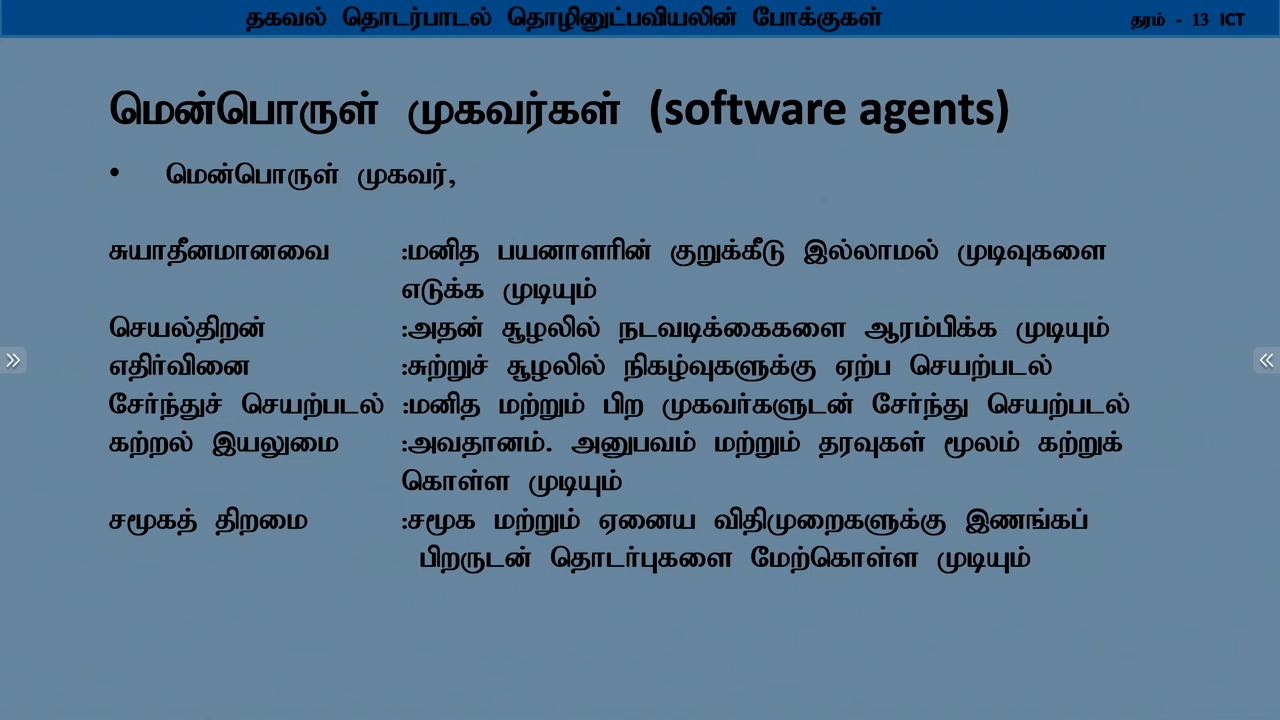 தகவல் தொடர்பாடல் தொழினுட்பவியலின் போக்குகள்
தரம் - 13 ICT
மென்பொருள் முகவர்கள் (software agents)
• மென்பொருள் முகவர்,
சுயாதீனமானவை :மனித பயனாளரின் குறுக்கீடு இல்லாமல் முடிவுகளை
எடுக்க முடியும்
செயல்திறன் :அதன் சூழலில் நடவடிக்கைகளை ஆரம்பிக்க முடியும்
எதிர்வினை :சுற்றுச் சூழலில் நிகழ்வுகளுக்கு ஏற்ப செயற்படல்
சேர்ந்துச் செயற்படல் :மனித மற்றும் பிற முகவர்களுடன் சேர்ந்து செயற்படல்
கற்றல் இயலுமை :அவதானம். அனுபவம் மற்றும் தரவுகள் மூலம் கற்றுக்
கொள்ள முடியும்
சமூகத் திறமை :சமூக மற்றும் ஏனைய விதிமுறைகளுக்கு இணங்கப்
பிறருடன் தொடர்புகளை மேற்கொள்ள முடியும்